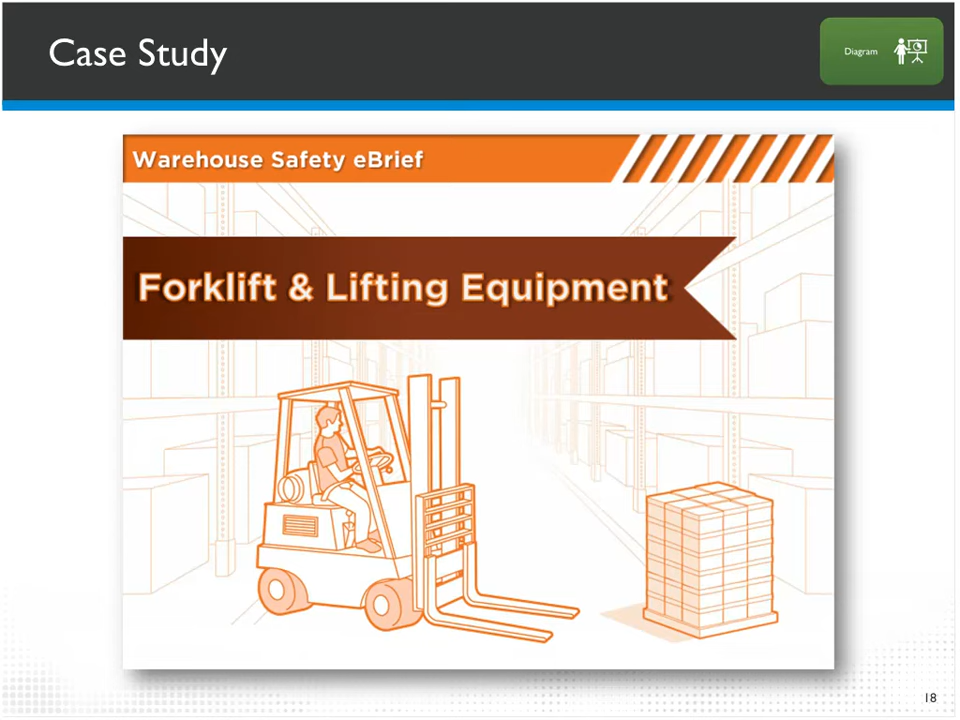 Case Study
Diagram
Warehouse Safety eBrief
Forklift & Lifting Equipment
18